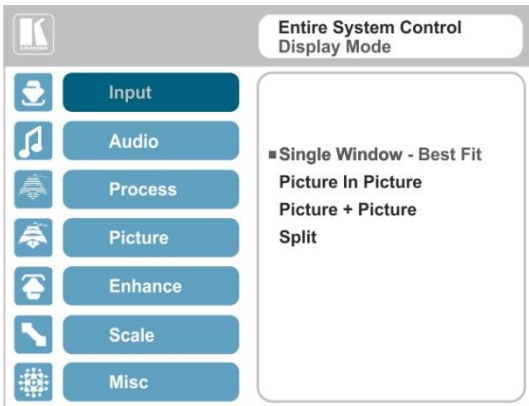 KRAMER
Entire System Control
Display Mode
Input
Audio
Process
Picture
Enhance
Scale
Misc
Single Window - Best Fit
Picture In Picture
Picture + Picture
Split